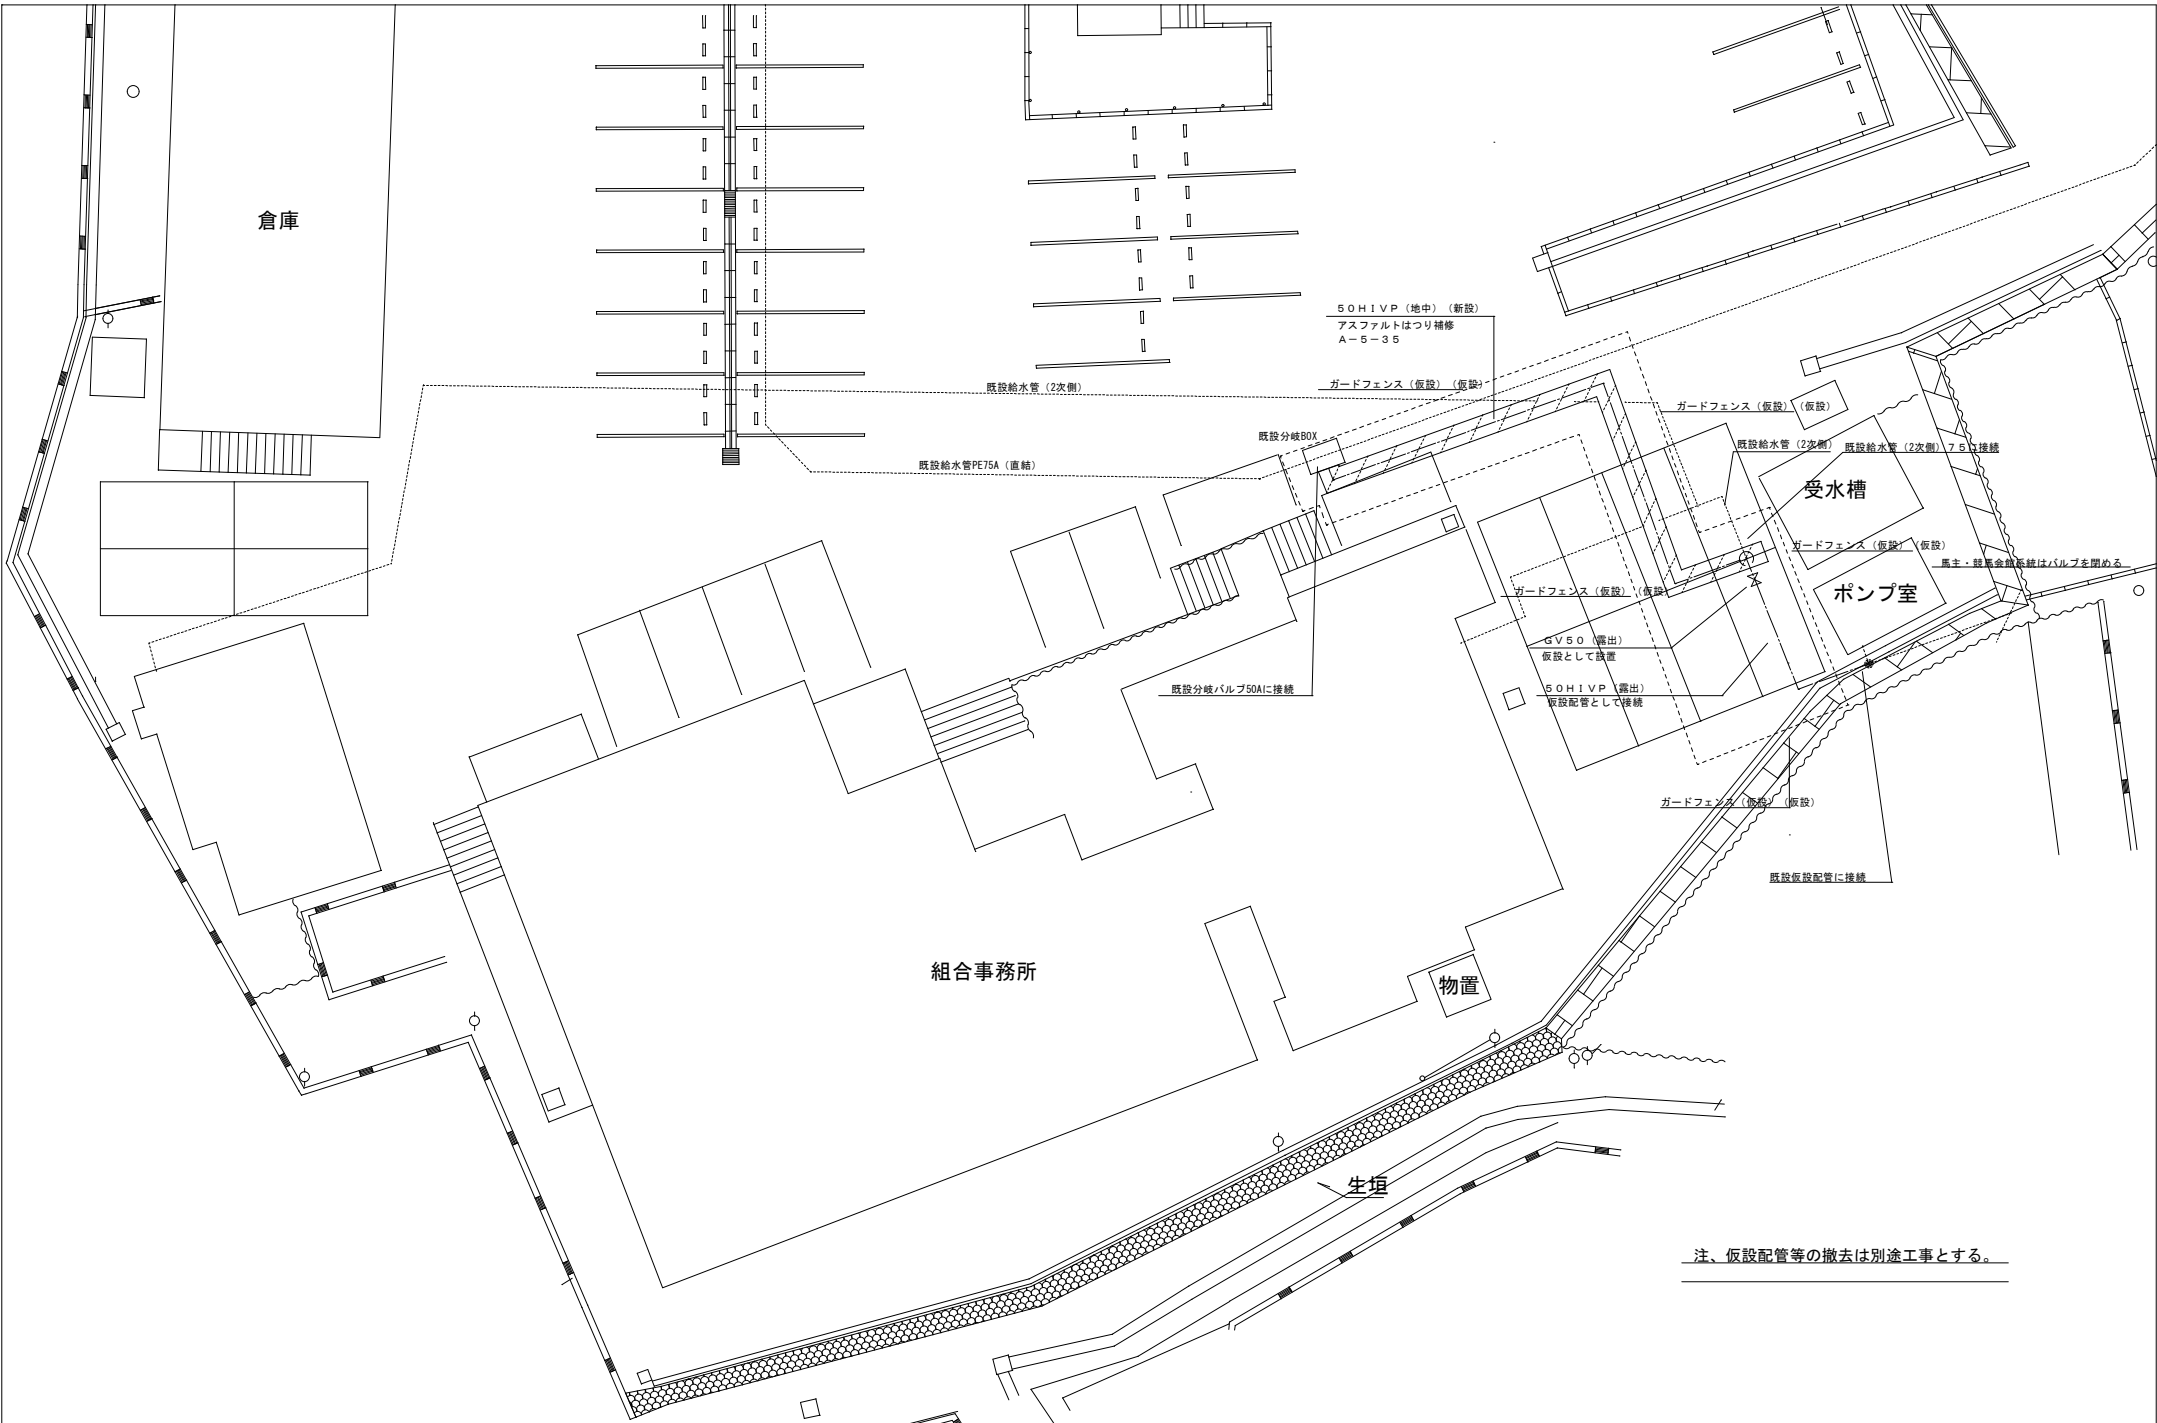 倉庫
５０ＨＩＶＰ（地中）（新設）
アスファルトはつり補修
Ａ－５－３５
既設給水管（2次側）
ガードフェンス（仮設）（仮設）
ガードフェンス（仮設）（仮設）
既設分岐BOX
既設給水管（2次側）
既設給水管（2次側）７５に接続
既設給水管PE75A（直結）
受水槽
ガードフェンス（仮設）（仮設）
馬主・競馬会館系統はバルブを閉める
ガードフェンス（仮設）（仮設）
ポンプ室
ＧＶ５０（露出）
仮設として設置
既設分岐バルブ50Aに接続
５０ＨＩＶＰ（露出）
仮設配管として接続
ガードフェンス（仮設）（仮設）
既設仮設配管に接続
組合事務所
物置
生垣
注、仮設配管等の撤去は別途工事とする。